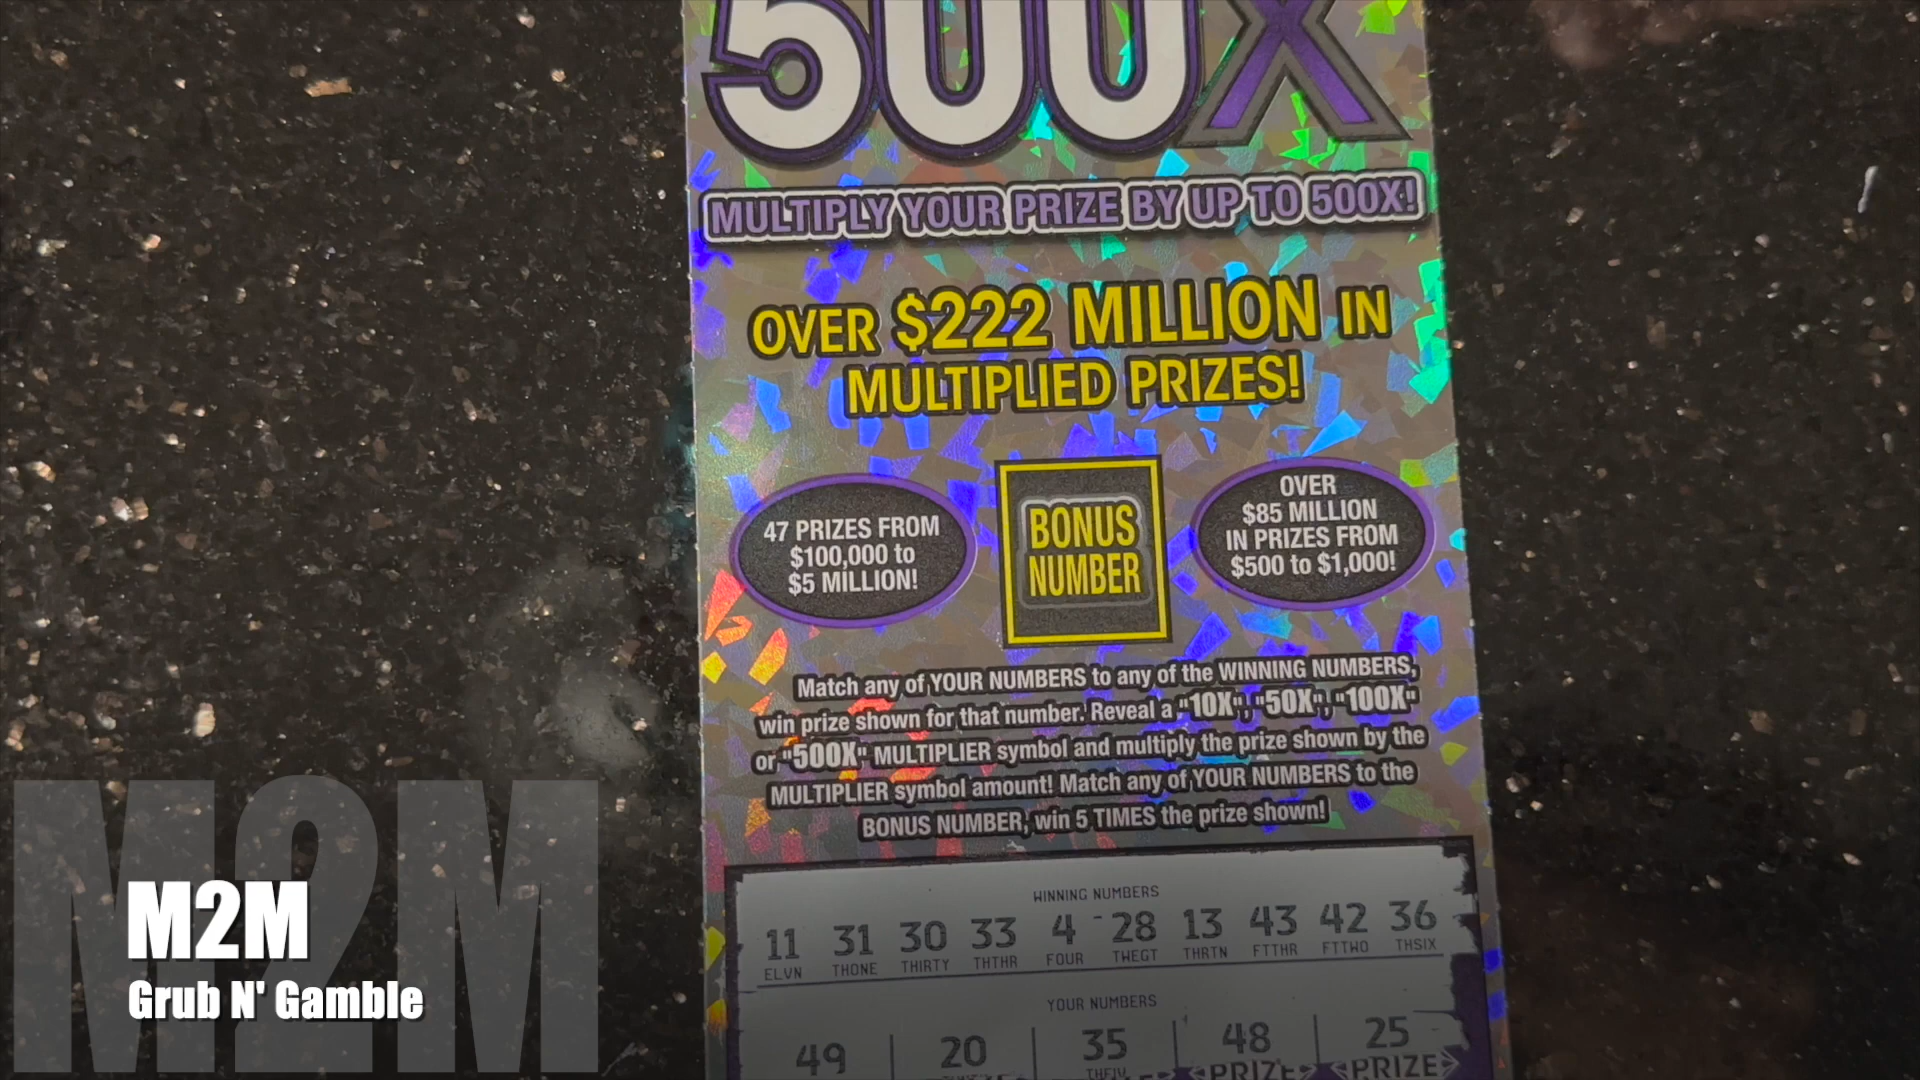 500X
MULTIPLY YOUR PRIZE BY UP TO 500X!
OVER $222 MILLION IN
MULTIPLIED PRIZES!
47 PRIZES FROM
$100,000 to
$5 MILLION!
BONUS
NUMBER
OVER
$85 MILLION
IN PRIZES FROM
$500 to $1,000!
Match any of YOUR NUMBERS to any of the WINNING NUMBERS,
win prize shown for that number. Reveal a "10X", "50X", "100X"
or "500X" MULTIPLIER symbol and multiply the prize shown by the
MULTIPLIER symbol amount! Match any of YOUR NUMBERS to the
BONUS NUMBER, win 5 TIMES the prize shown!
WINNING NUMBERS
11 31 30 33 4 28 13 43 42 36
ELVN THONE THIRTY THTHR FOUR TWEGT THRTN FTTHR FTTWO THSIX
YOUR NUMBERS
49 20 35 48 25
PRIZE PRIZE
M2M
M2M
Grub N' Gamble